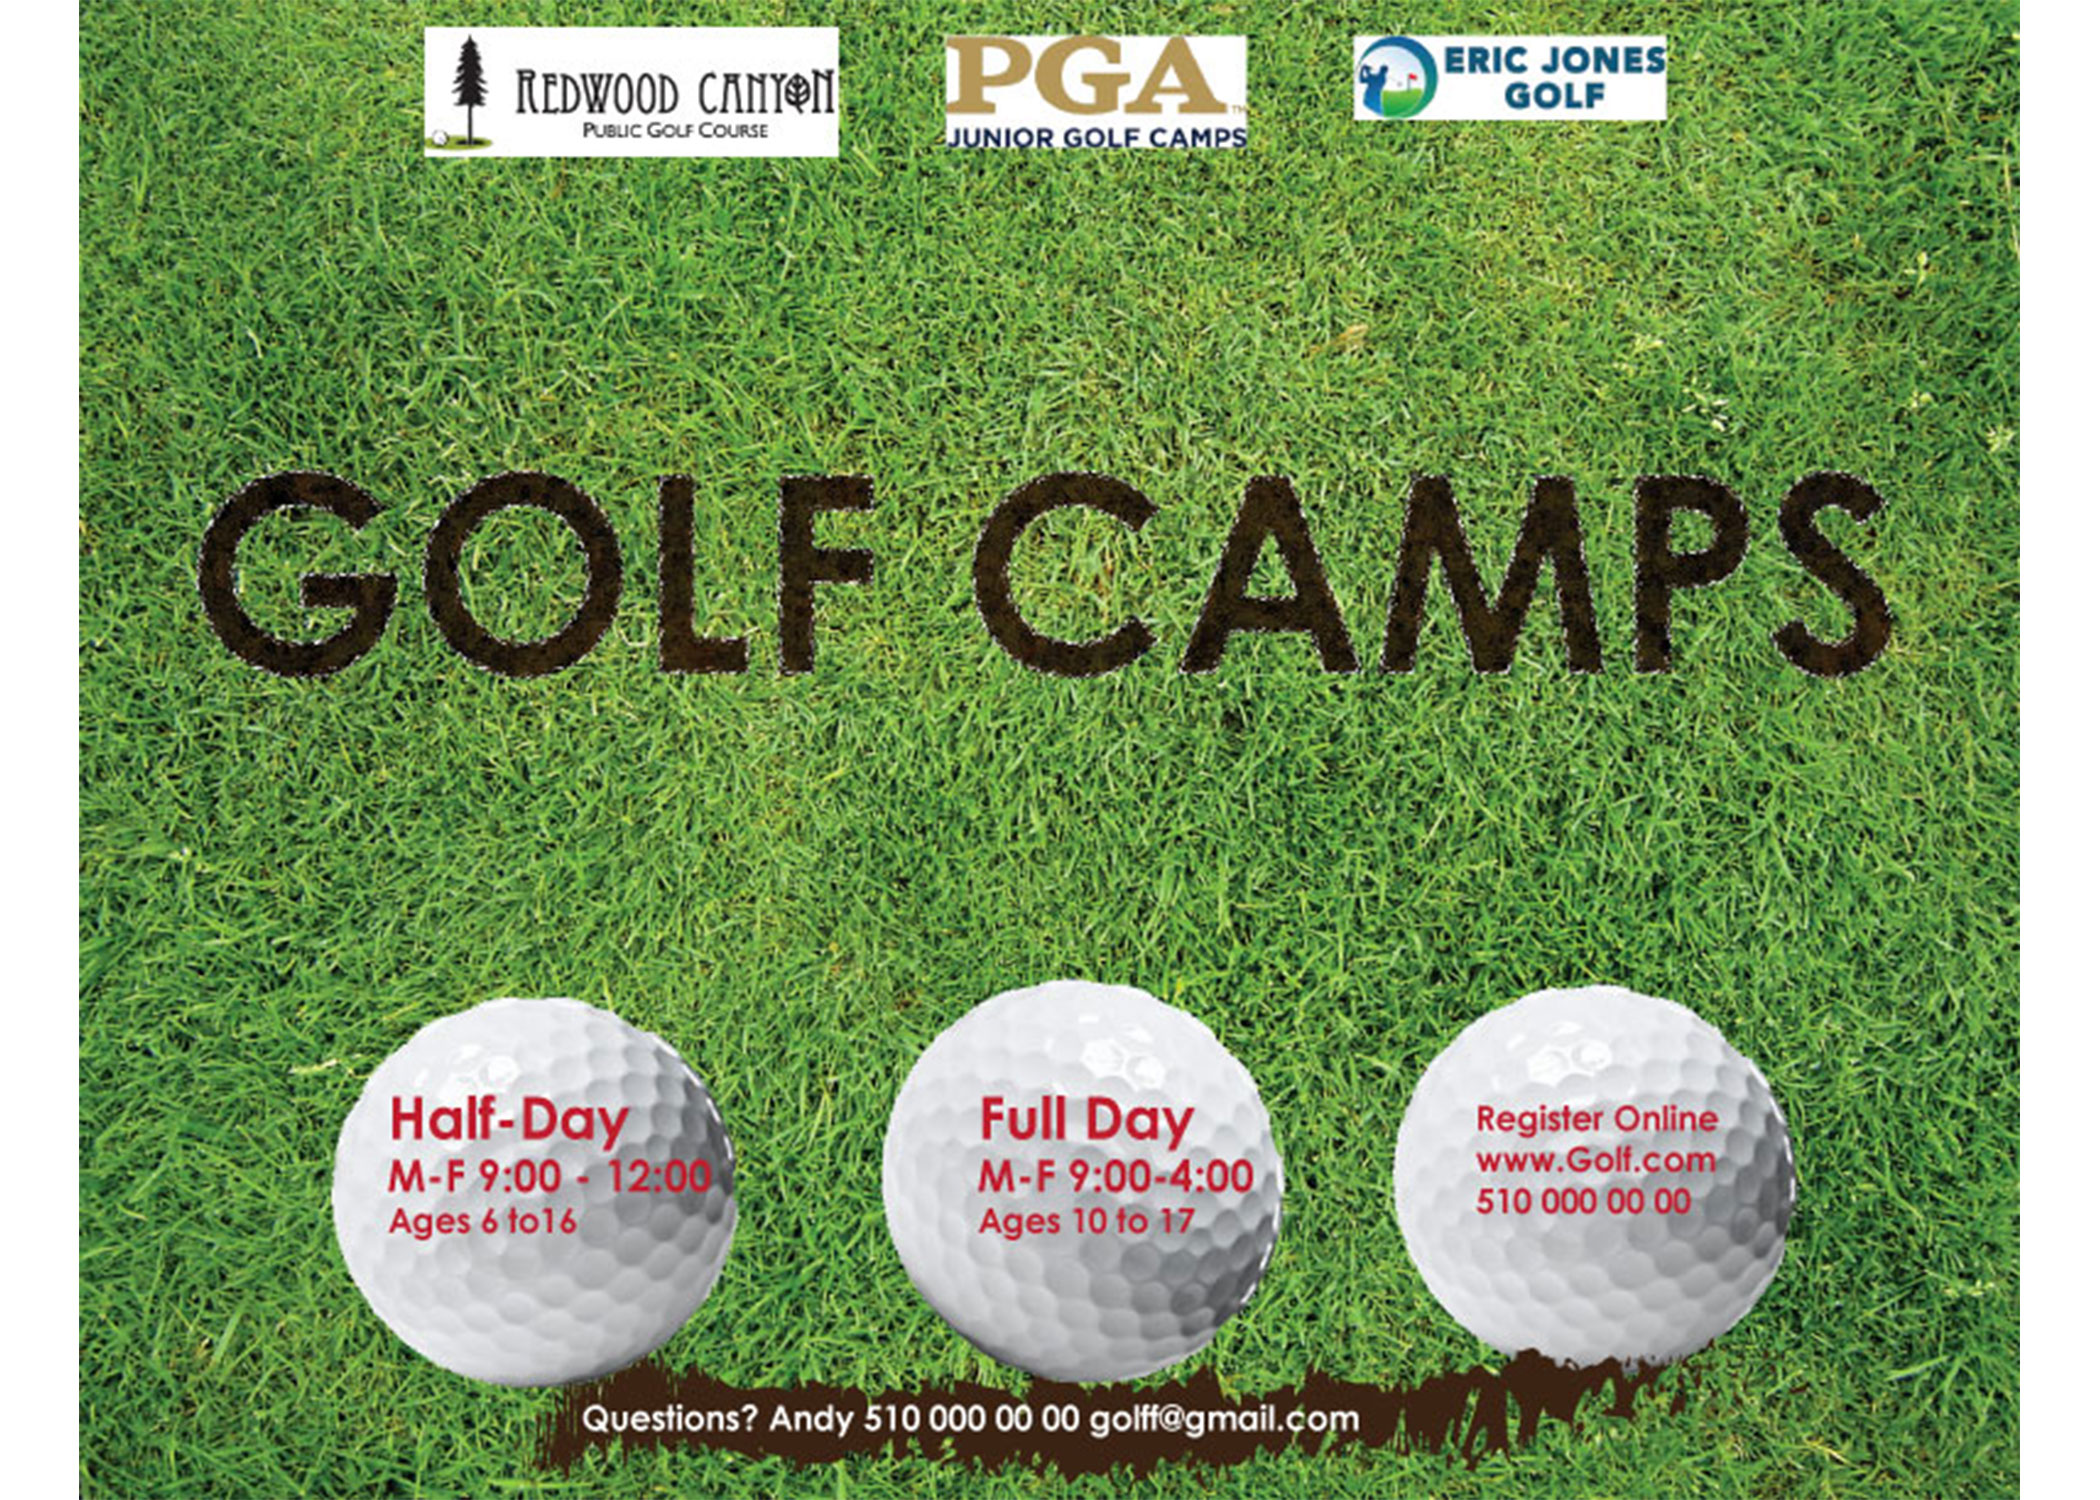 REDWOOD CANYON
PUBLIC GOLF COURSE
PGA TM
JUNIOR GOLF CAMPS
ERIC JONES
GOLF
GOLF CAMPS
Half-Day
M-F 9:00 - 12:00
Ages 6 to16
Full Day
M-F 9:00-4:00
Ages 10 to 17
Register Online
www.Golf.com
510 000 00 00
Questions? Andy 510 000 00 00 golff@gmail.com